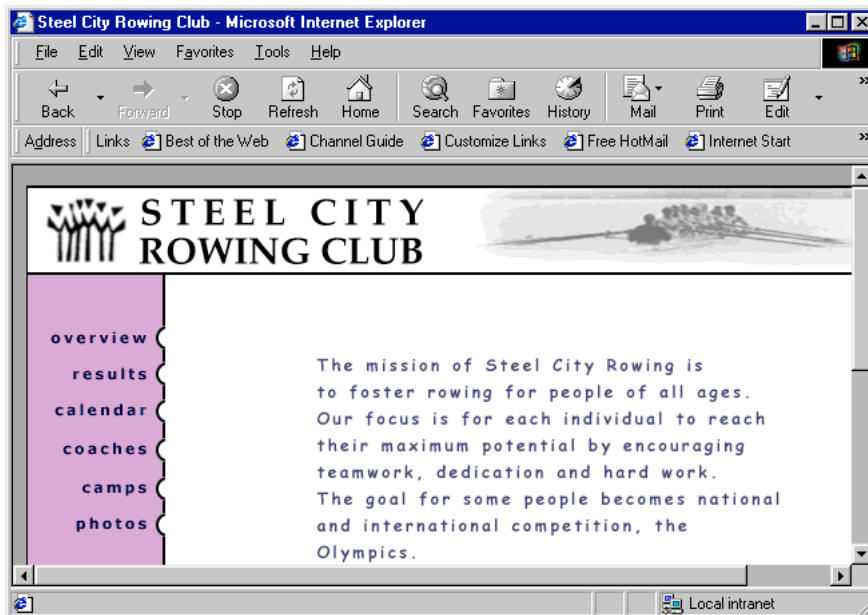 Steel City Rowing Club - Microsoft Internet Explorer
File Edit View Favorites Tools Help
Back Forward Stop Refresh Home Search Favorites History Mail Print Edit
Address Links Best of the Web Channel Guide Customize Links Free HotMail Internet Start
STEEL CITY
ROWING CLUB
overview
results
calendar
coaches
camps
photos
The mission of Steel City Rowing is
to foster rowing for people of all ages.
Our focus is for each individual to reach
their maximum potential by encouraging
teamwork, dedication and hard work.
The goal for some people becomes national
and international competition, the
Olympics.
Local intranet